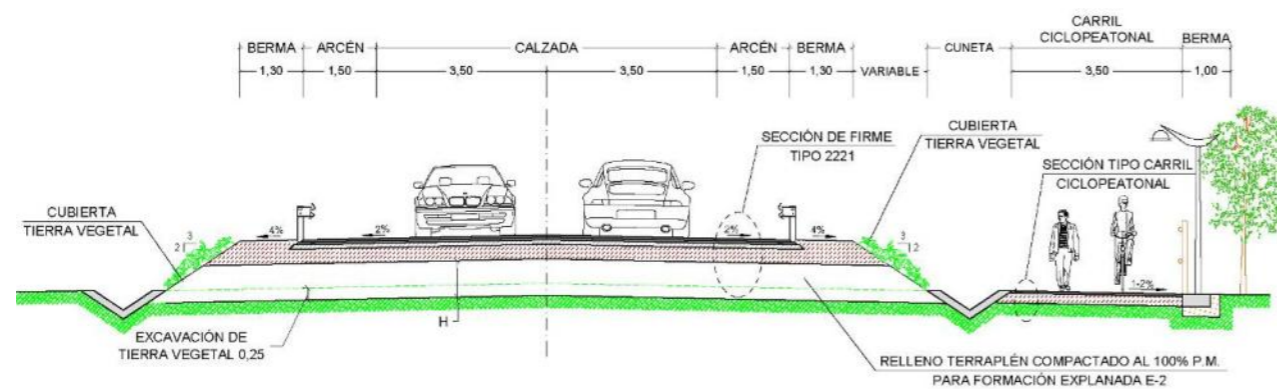 CARRIL
CICLOPEATONAL
BERMA ARCÉN CALZADA ARCÉN BERMA CUNETA BERMA
1,30 1,50 3,50 3,50 1,50 1,30 VARIABLE 3,50 1,00
SECCIÓN DE FIRME
TIPO 2221
CUBIERTA
TIERRA VEGETAL
SECCIÓN TIPO CARRIL
CICLOPEATONAL
CUBIERTA
TIERRA VEGETAL
3
2
4% 2% 2% 4%
3
2
1-2%
H
EXCAVACIÓN DE
TIERRA VEGETAL 0,25
RELLENO TERRAPLÉN COMPACTADO AL 100% P.M.
PARA FORMACIÓN EXPLANADA E-2